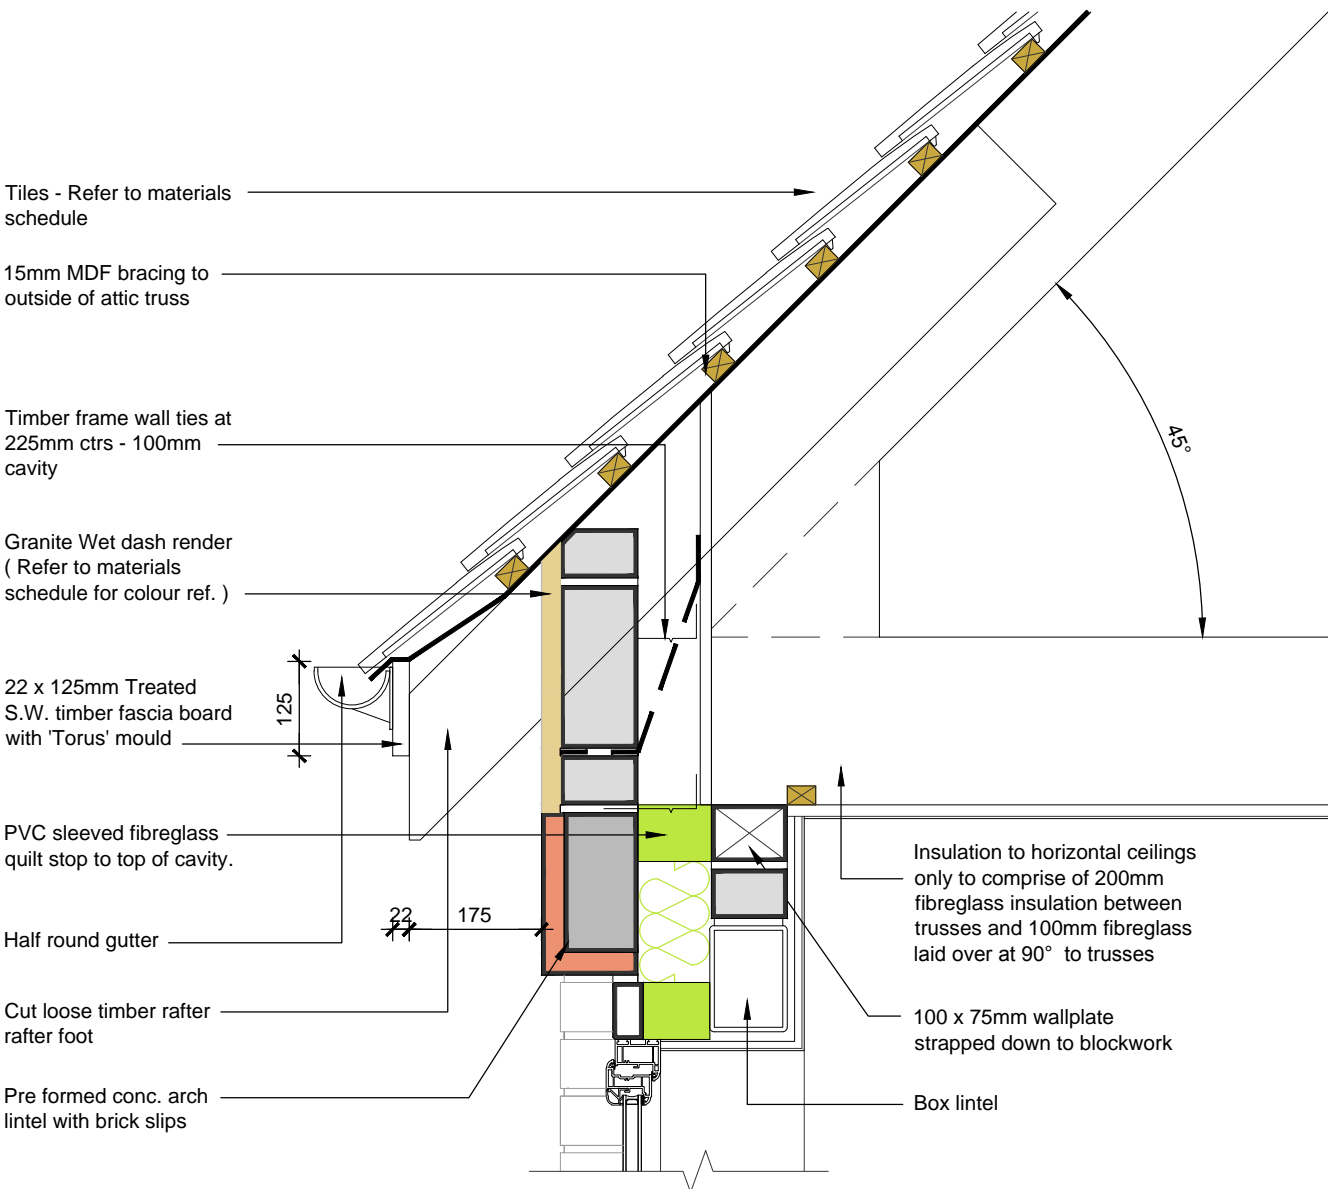 Tiles - Refer to materials
schedule
15mm MDF bracing to
outside of attic truss
Timber frame wall ties at
225mm ctrs - 100mm
cavity
Granite Wet dash render
( Refer to materials
schedule for colour ref. )
22 x 125mm Treated
S.W. timber fascia board
with 'Torus' mould
125
PVC sleeved fibreglass
quilt stop to top of cavity.
22
175
Half round gutter
Cut loose timber rafter
rafter foot
Pre formed conc. arch
lintel with brick slips
45°
Insulation to horizontal ceilings
only to comprise of 200mm
fibreglass insulation between
trusses and 100mm fibreglass
laid over at 90° to trusses
100 x 75mm wallplate
strapped down to blockwork
Box lintel